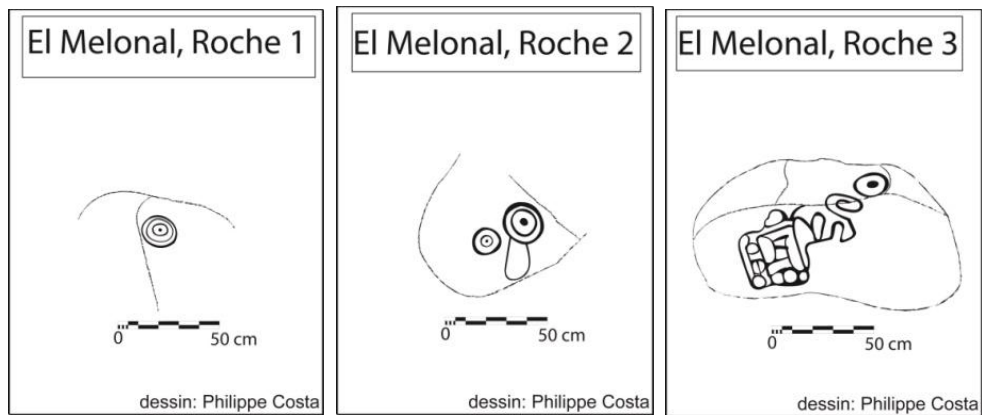 El Melonal, Roche 1
0 50 cm
dessin: Philippe Costa
El Melonal, Roche 2
0 50 cm
dessin: Philippe Costa
El Melonal, Roche 3
0 50 cm
dessin: Philippe Costa